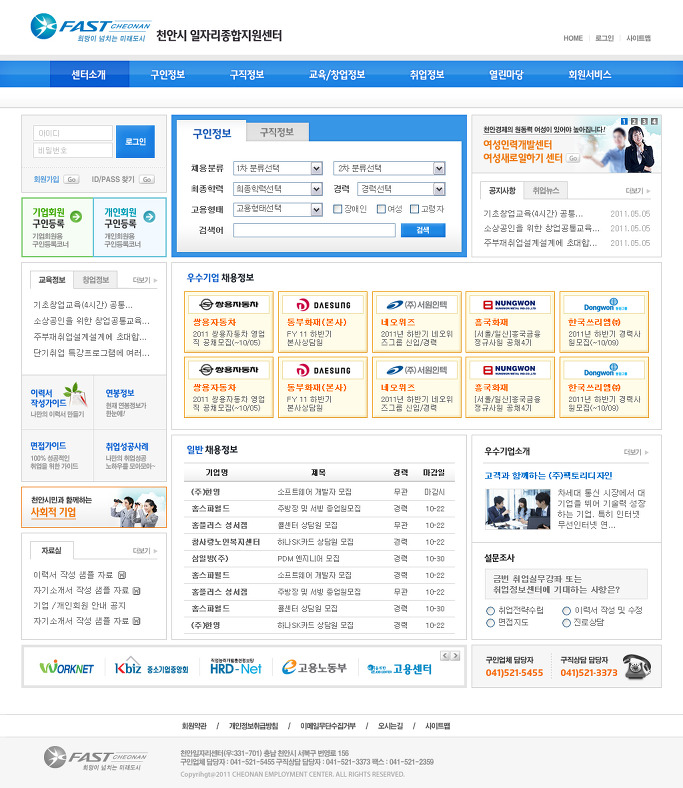 FAST CHEONAN
희망이 넘치는 미래도시
천안시 일자리종합지원센터
HOME 로그인 사이트맵
센터소개 구인정보 구직정보 교육/창업정보 취업정보 열린마당 회원서비스
아이디
비밀번호
로그인
회원가입 Go ID/PASS 찾기 Go
기업회원
구인등록
기업회원용
구인등록코너
개인회원
구인등록
개인회원용
구인등록코너
구인정보 구직정보
채용분류 1차 분류선택 2차 분류선택
최종학력 최종학력선택 경력 경력선택
고용형태 고용형태선택 장애인 여성 고령자
검색어 검색
1 2 3 4
천안경제의 원동력 여성이 있어야 높아집니다!
여성인력개발센터
여성새로일하기 센터 Go
공지사항 취업뉴스 더보기
기초창업교육(4시간) 공통... 2011.05.05
소상공인을 위한 창업공통교육... 2011.05.05
주부재취업설계설계에 초대합... 2011.05.05
교육정보 창업정보 더보기
기초창업교육(4시간) 공통...
소상공인을 위한 창업공통교육...
주부재취업설계설계에 초대합...
단기취업 특강프로그램에 여러...
우수기업 채용정보
쌍용자동차 DAESUNG (주)서원인텍 NUNGWON Dongwon 동원그룹
쌍용자동차 동부화재(본사) 네오위즈 흥국화재 한국쓰리엠㈜
2011 쌍용자동차 영업직 공채모집(~10/05)
FY 11 하반기 본사상담원
2011년 하반기 네오위즈그룹 신입/경력
[서울/일산]흥국금융 정규사원 공채4기
2011 하반기 경력사원모집(~10/09)
쌍용자동차 DAESUNG (주)서원인텍 NUNGWON Dongwon 동원그룹
쌍용자동차 동부화재(본사) 네오위즈 흥국화재 한국쓰리엠㈜
2011 쌍용자동차 영업직 공채모집(~10/05)
FY 11 하반기 본사상담원
2011년 하반기 네오위즈그룹 신입/경력
[서울/일산]흥국금융 정규사원 공채4기
2011 하반기 경력사원모집(~10/09)
이력서
작성가이드
나만의 이력서 만들기
연봉정보
현재 연봉정보가
한눈에!
면접가이드
100% 성공적인
취업을 위한 가이드
취업성공사례
나만의 취업성공
노하우를 모아모아~
천안시민과 함께하는
사회적 기업
자료실 더보기
이력서 작성 샘플 자료
자기소개서 작성 샘플 자료
기업 /개인회원 안내 공지
자기소개서 작성 샘플 자료
일반 채용정보
기업명 제목 경력 마감일
(주)한명 소프트웨어 개발자 모집 무관 마감시
홈스파월드 주방장 및 서빙 종업원모집 경력 10-22
홈플러스 성서점 콜센터 상담원 모집 무관 10-22
참사랑노인복지센터 하나SK카드 상담원 모집 경력 10-22
삼일방(주) PDM 엔지니어 모집 경력 10-30
홈스파월드 소프트웨어 개발자 모집 경력 10-22
홈플러스 성서점 주방장 및 서빙 종업원모집 무관 10-22
홈스파월드 콜센터 상담원 모집 경력 10-30
(주)한명 하나SK카드 상담원 모집 경력 10-22
우수기업소개 더보기
고객과 함께하는 (주)팩토리디자인
차세대 통신 시장에서 대
기업을 뛰어 기술력 성장
하는 기업. 특히 인터넷
무선인터넷 연...
설문조사
금번 취업실무강좌 또는
취업정보센터에 기대하는 사항은?
취업전략수립 이력서 작성 및 수정
면접지도 진로상담
WORKNET
Kbiz 중소기업중앙회
HRD-Net
고용노동부
고용센터
구인업체 담당자
041)521-5455
구직상담 담당자
041)521-3373
회원약관 / 개인정보취급방침 / 이메일무단수집거부 / 오시는길 / 사이트맵
FAST CHEONAN
희망이 넘치는 미래도시
천안일자리센터(우:331-701) 충남 천안시 서북구 번영로 156
구인업체 담당자 : 041-521-5455 구직상담 담당자 : 041-521-3373 팩스 : 041-521-2359
Copyrihgt@2011 CHEONAN EMPLOYMENT CENTER. ALL RIGHTS RESERVED.